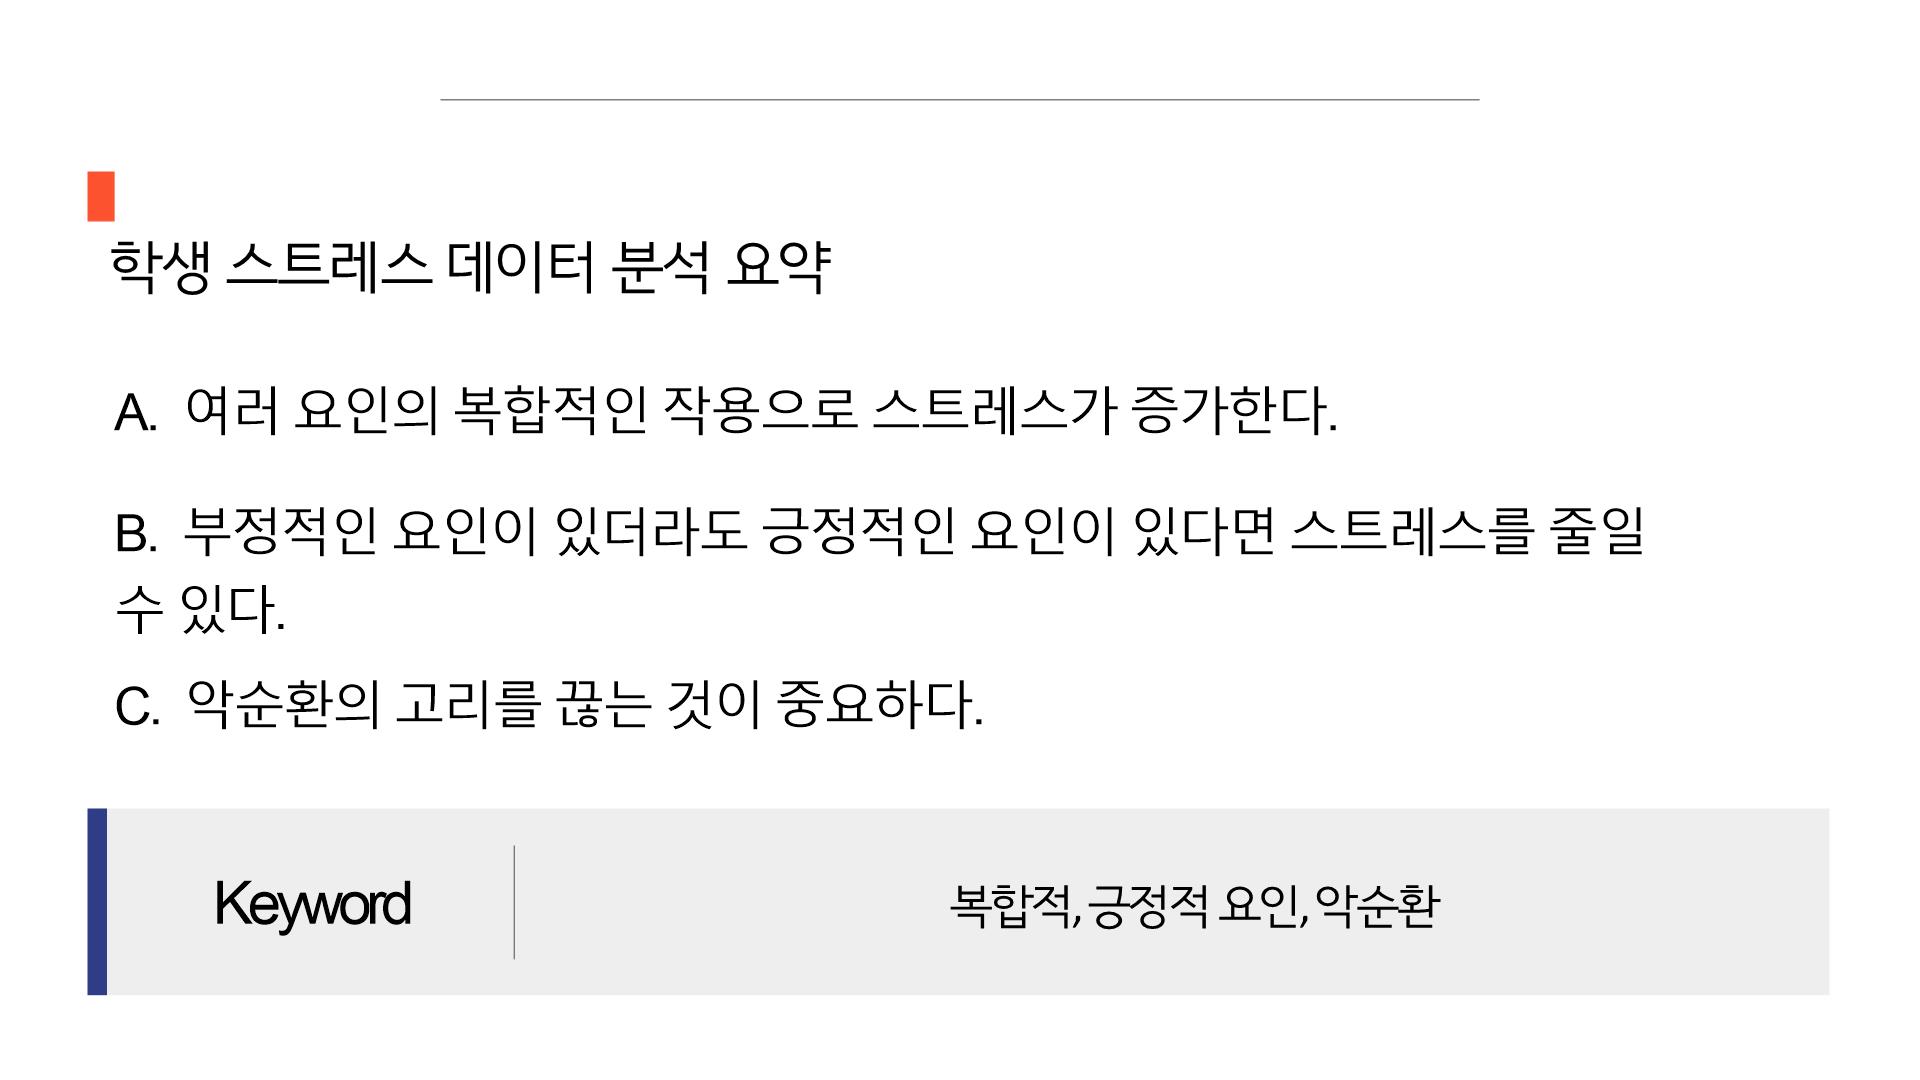 학생 스트레스 데이터 분석 요약
A. 여러 요인의 복합적인 작용으로 스트레스가 증가한다.
B. 부정적인 요인이 있더라도 긍정적인 요인이 있다면 스트레스를 줄일
수 있다.
C. 악순환의 고리를 끊는 것이 중요하다.
Keyword
복합적, 긍정적 요인, 악순환